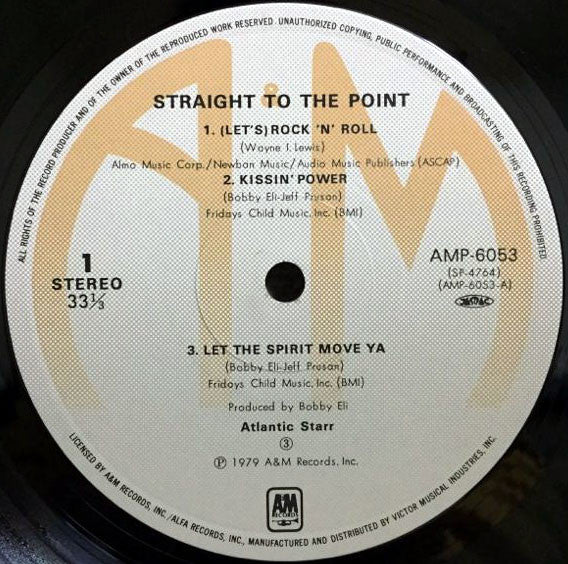 ALL RIGHTS OF THE RECORD PRODUCER AND OF THE OWNER OF THE REPRODUCED WORK RESERVED. UNAUTHORIZED COPYING, PUBLIC PERFORMANCE AND BROADCASTING OF THIS RECORD PROHIBITED
A&M
STRAIGHT TO THE POINT
1. (LET'S) ROCK 'N' ROLL
(Wayne I. Lewis)
Almo Music Corp./Newban Music/Audio Music Publishers (ASCAP)
2. KISSIN' POWER
(Bobby Eli-Jeff Prusan)
Fridays Child Music, Inc. (BMI)
1
STEREO
33⅓
AMP-6053
(SP-4764)
(AMP-6053-A)
JASRAC
3. LET THE SPIRIT MOVE YA
(Bobby Eli-Jeff Prusan)
Fridays Child Music, Inc. (BMI)
Produced by Bobby Eli
Atlantic Starr
③
℗ 1979 A&M Records, Inc.
A&M
RECORDS
LICENSED BY A&M RECORDS, INC./ALFA RECORDS, INC., MANUFACTURED AND DISTRIBUTED BY VICTOR MUSICAL INDUSTRIES, INC.